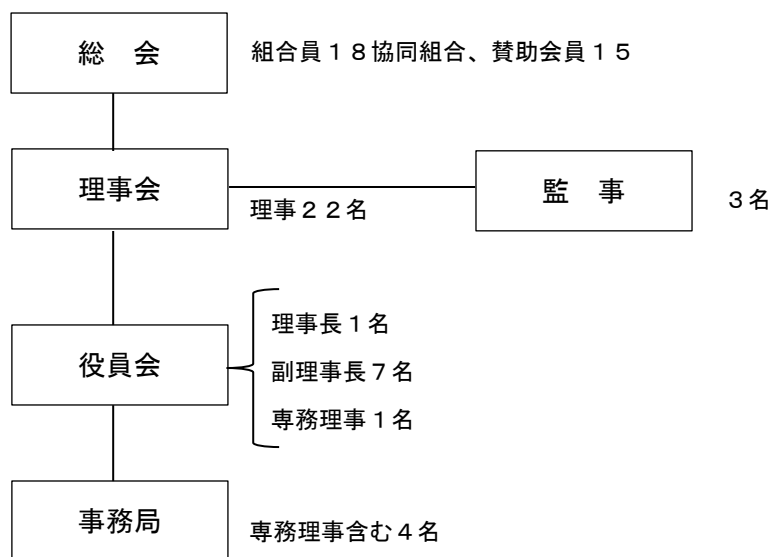 総　会
組合員１８協同組合、賛助会員１５
理事会
理事２２名
監　事
３名
役員会
理事長１名
副理事長７名
専務理事１名
事務局
専務理事含む４名